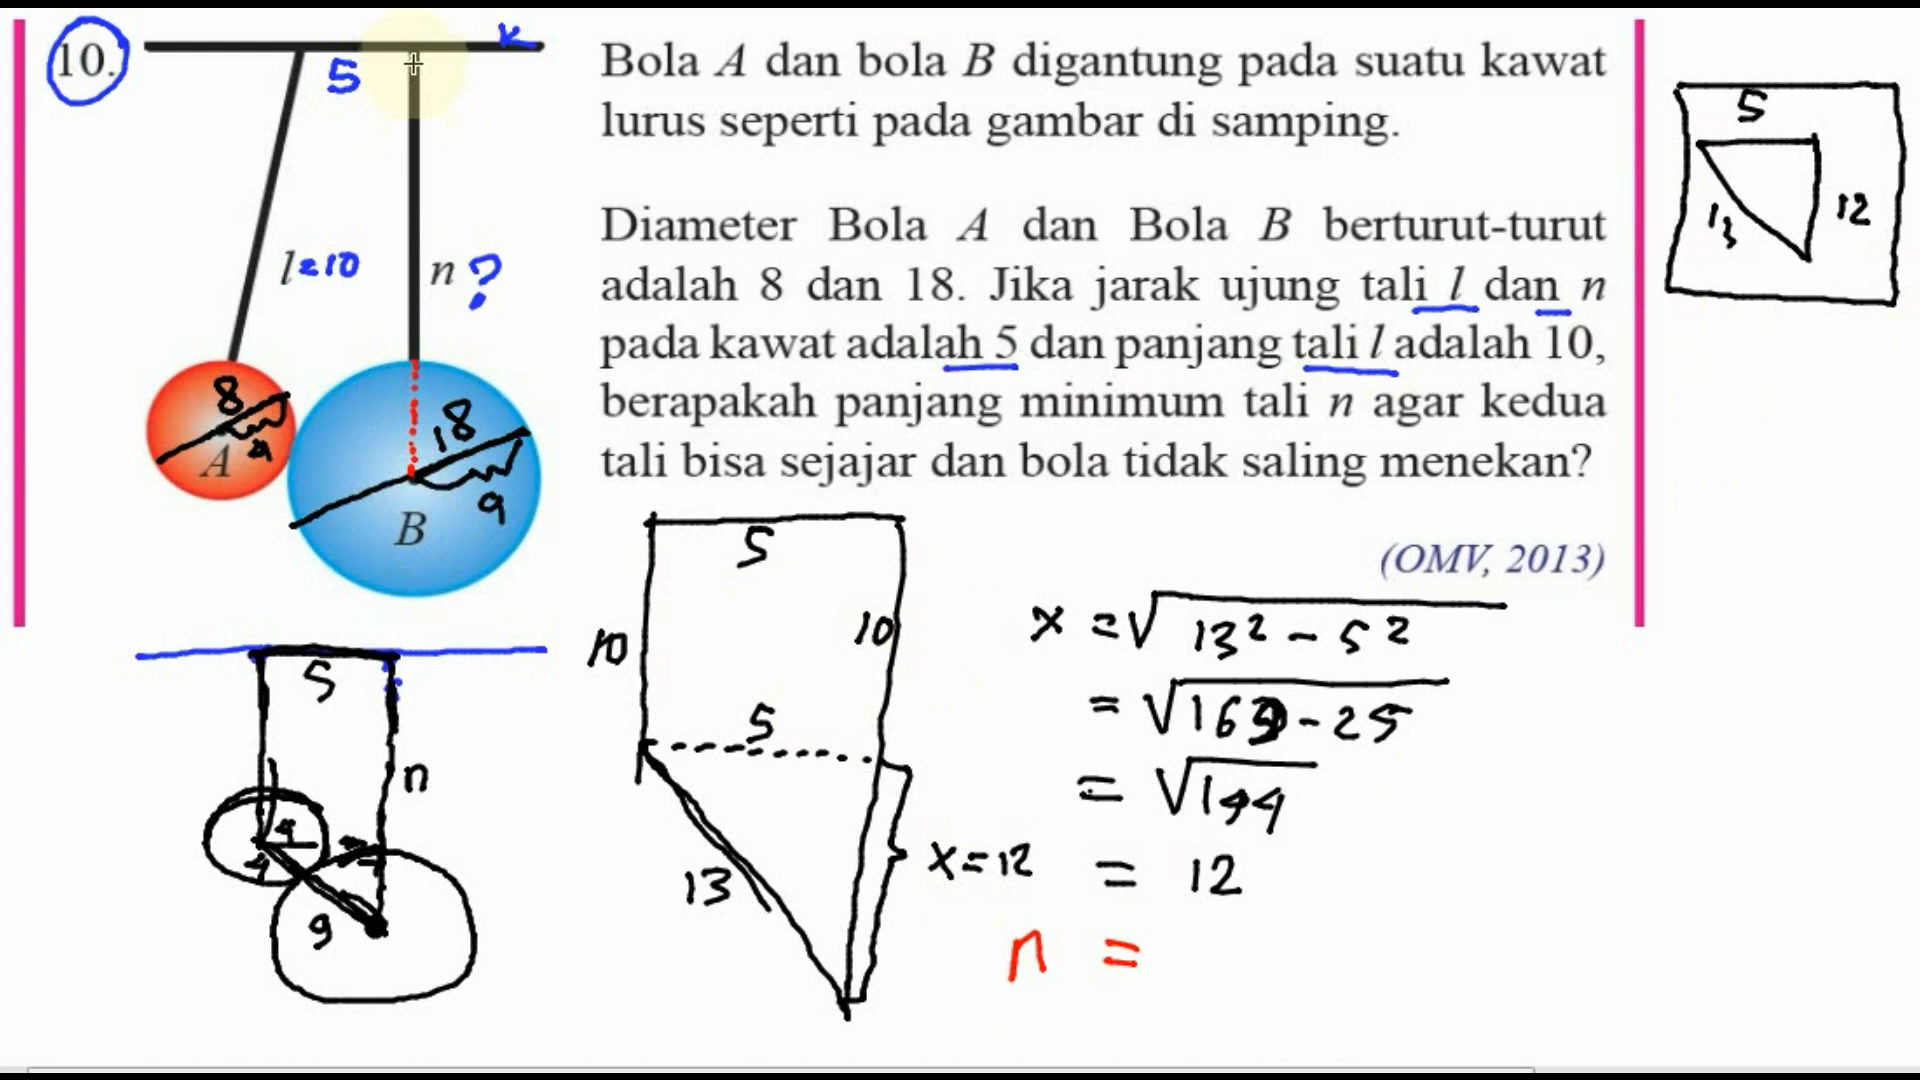 10.
5
k
l=10
n ?
8
4
A
18
9
B
Bola A dan bola B digantung pada suatu kawat
lurus seperti pada gambar di samping.
Diameter Bola A dan Bola B berturut-turut
adalah 8 dan 18. Jika jarak ujung tali l dan n
pada kawat adalah 5 dan panjang tali l adalah 10,
berapakah panjang minimum tali n agar kedua
tali bisa sejajar dan bola tidak saling menekan?
(OMV, 2013)
5
13
12
5
n
4
4
9
5
10
10
5
13
x=12
x = √13² - 5²
= √169-25
= √144
= 12
n =